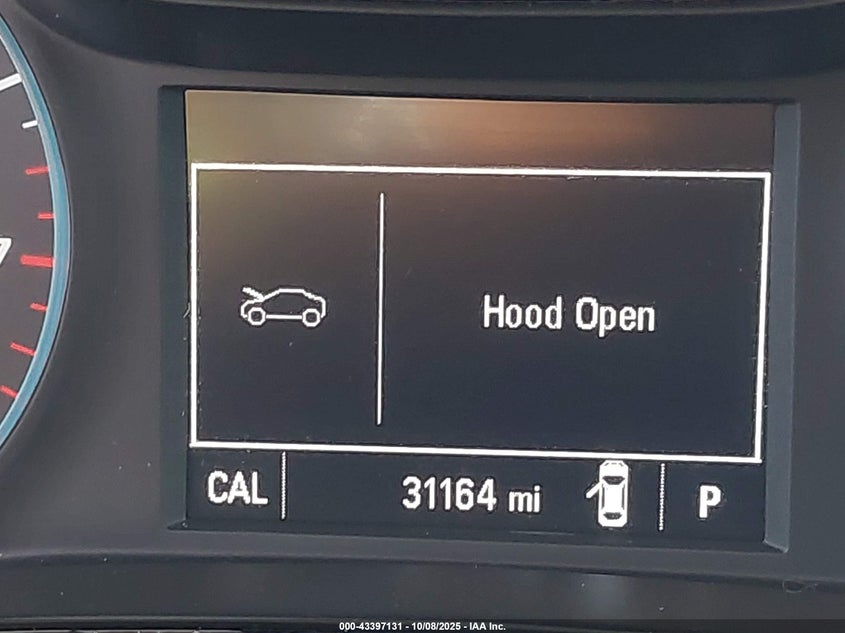 Hood Open
CAL 31164 mi P
000-43397131 - 10/08/2025 - IAA Inc.